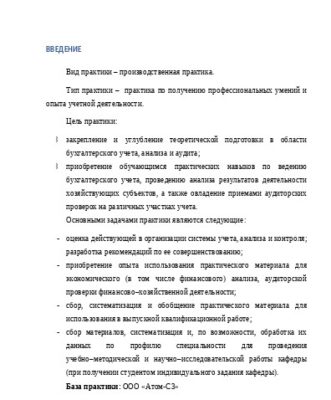 ВВЕДЕНИЕ
Вид практики – производственная практика.
Тип практики – практика по получению профессиональных умений и
опыта учетной деятельности.
Цель практики:
⁞ закрепление и углубление теоретической подготовки в области
бухгалтерского учета, анализа и аудита;
⁞ приобретение обучающимся практических навыков по ведению
бухгалтерского учета, проведению анализа результатов деятельности
хозяйствующих субъектов, а также овладение приемами аудиторских
проверок на различных участках учета.
Основными задачами практики являются следующие:
- оценка действующей в организации системы учета, анализа и контроля;
разработка рекомендаций по ее совершенствованию;
- приобретение опыта использования практического материала для
экономического (в том числе финансового) анализа, аудиторской
проверки финансово–хозяйственной деятельности;
- сбор, систематизация и обобщение практического материала для
использования в выпускной квалификационной работе;
- сбор материалов, систематизация и, по возможности, обработка их
данных по профилю специальности для проведения
учебно–методической и научно–исследовательской работы кафедры
(при получении студентом индивидуального задания кафедры).
База практики: ООО «Атом-СЗ»